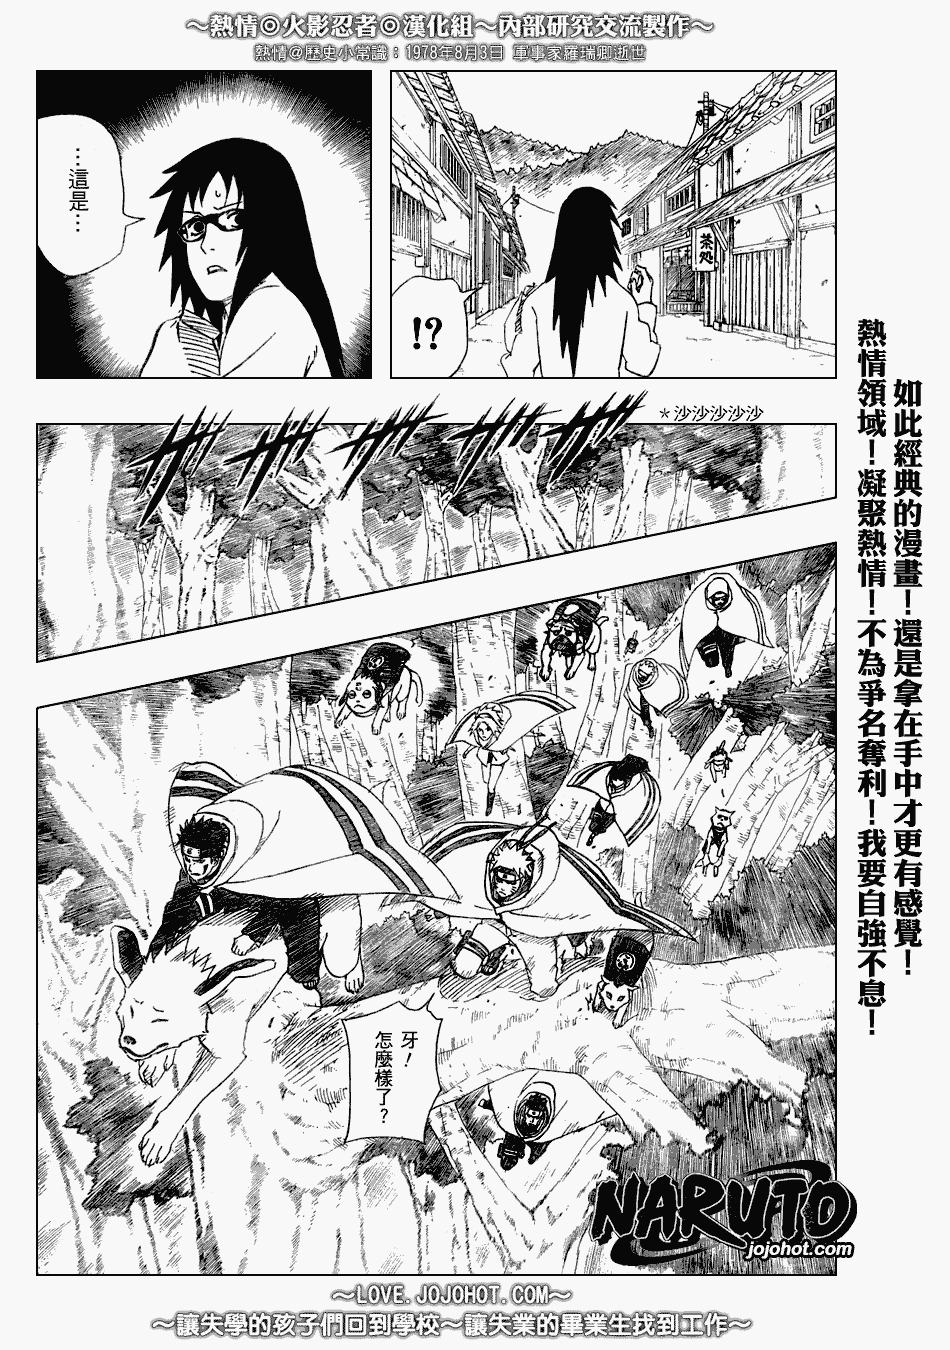 ～熱情◎火影忍者◎漢化組～內部研究交流製作～
熱情@歷史小常識：1978年8月3日 軍事家羅瑞卿逝世
!?
茶処
…這是…
＊沙沙沙沙沙
牙！
怎麼樣了？
如此經典的漫畫！還是拿在手中才更有感覺！
熱情領域！凝聚熱情！不為爭名奪利！我要自強不息！
NARUTO
jojohot.com
～LOVE.JOJOHOT.COM～
～讓失學的孩子們回到學校～讓失業的畢業生找到工作～